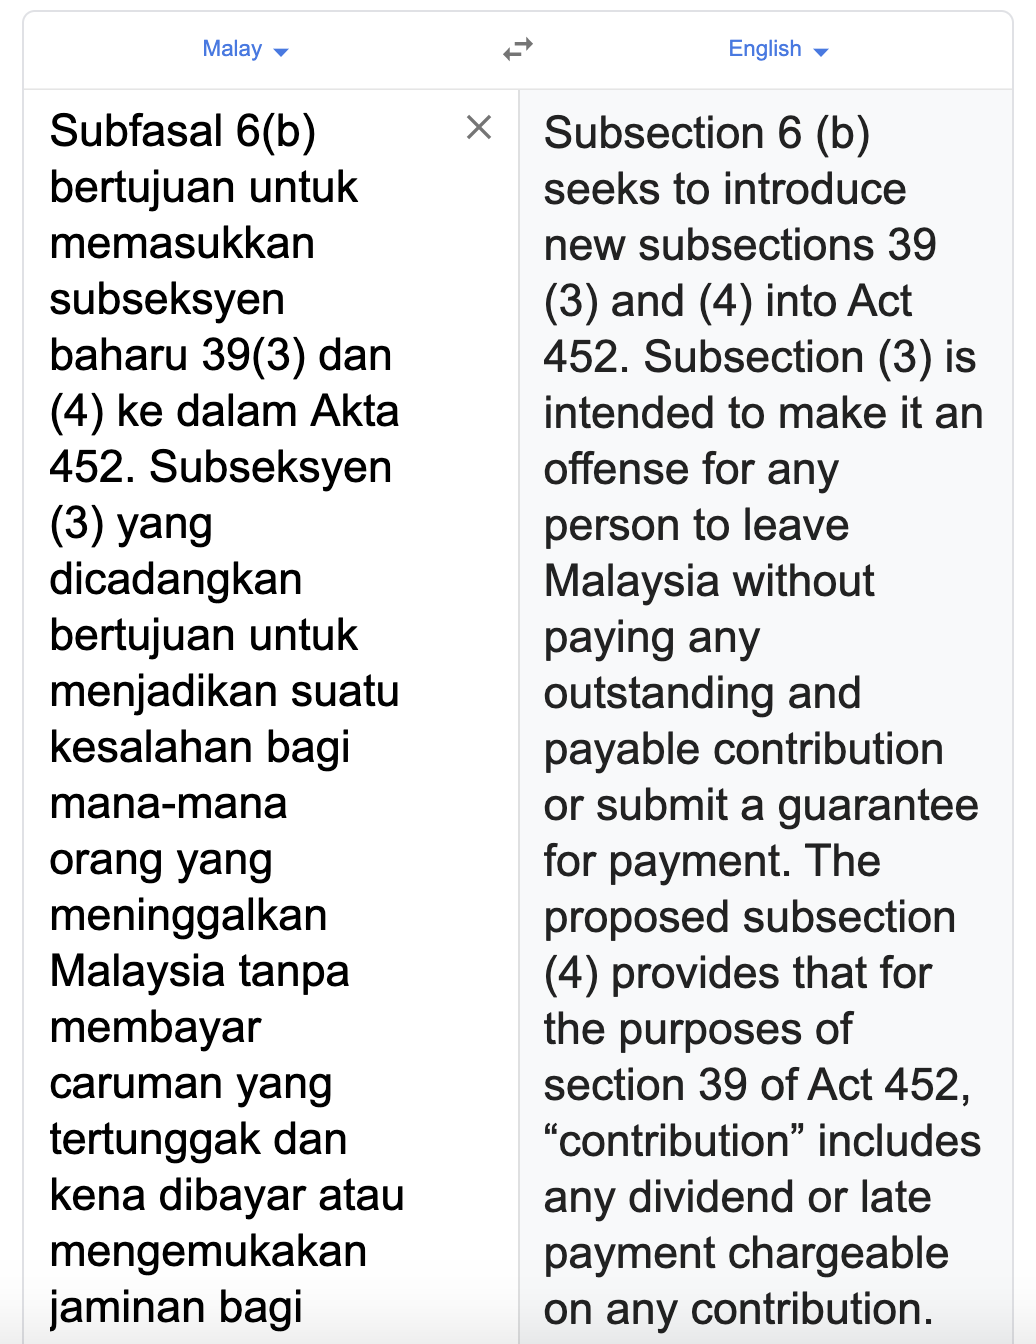 Malay
English
Subfasal 6(b)
bertujuan untuk
memasukkan
subseksyen
baharu 39(3) dan
(4) ke dalam Akta
452. Subseksyen
(3) yang
dicadangkan
bertujuan untuk
menjadikan suatu
kesalahan bagi
mana-mana
orang yang
meninggalkan
Malaysia tanpa
membayar
caruman yang
tertunggak dan
kena dibayar atau
mengemukakan
jaminan bagi
Subsection 6 (b)
seeks to introduce
new subsections 39
(3) and (4) into Act
452. Subsection (3) is
intended to make it an
offense for any
person to leave
Malaysia without
paying any
outstanding and
payable contribution
or submit a guarantee
for payment. The
proposed subsection
(4) provides that for
the purposes of
section 39 of Act 452,
“contribution” includes
any dividend or late
payment chargeable
on any contribution.